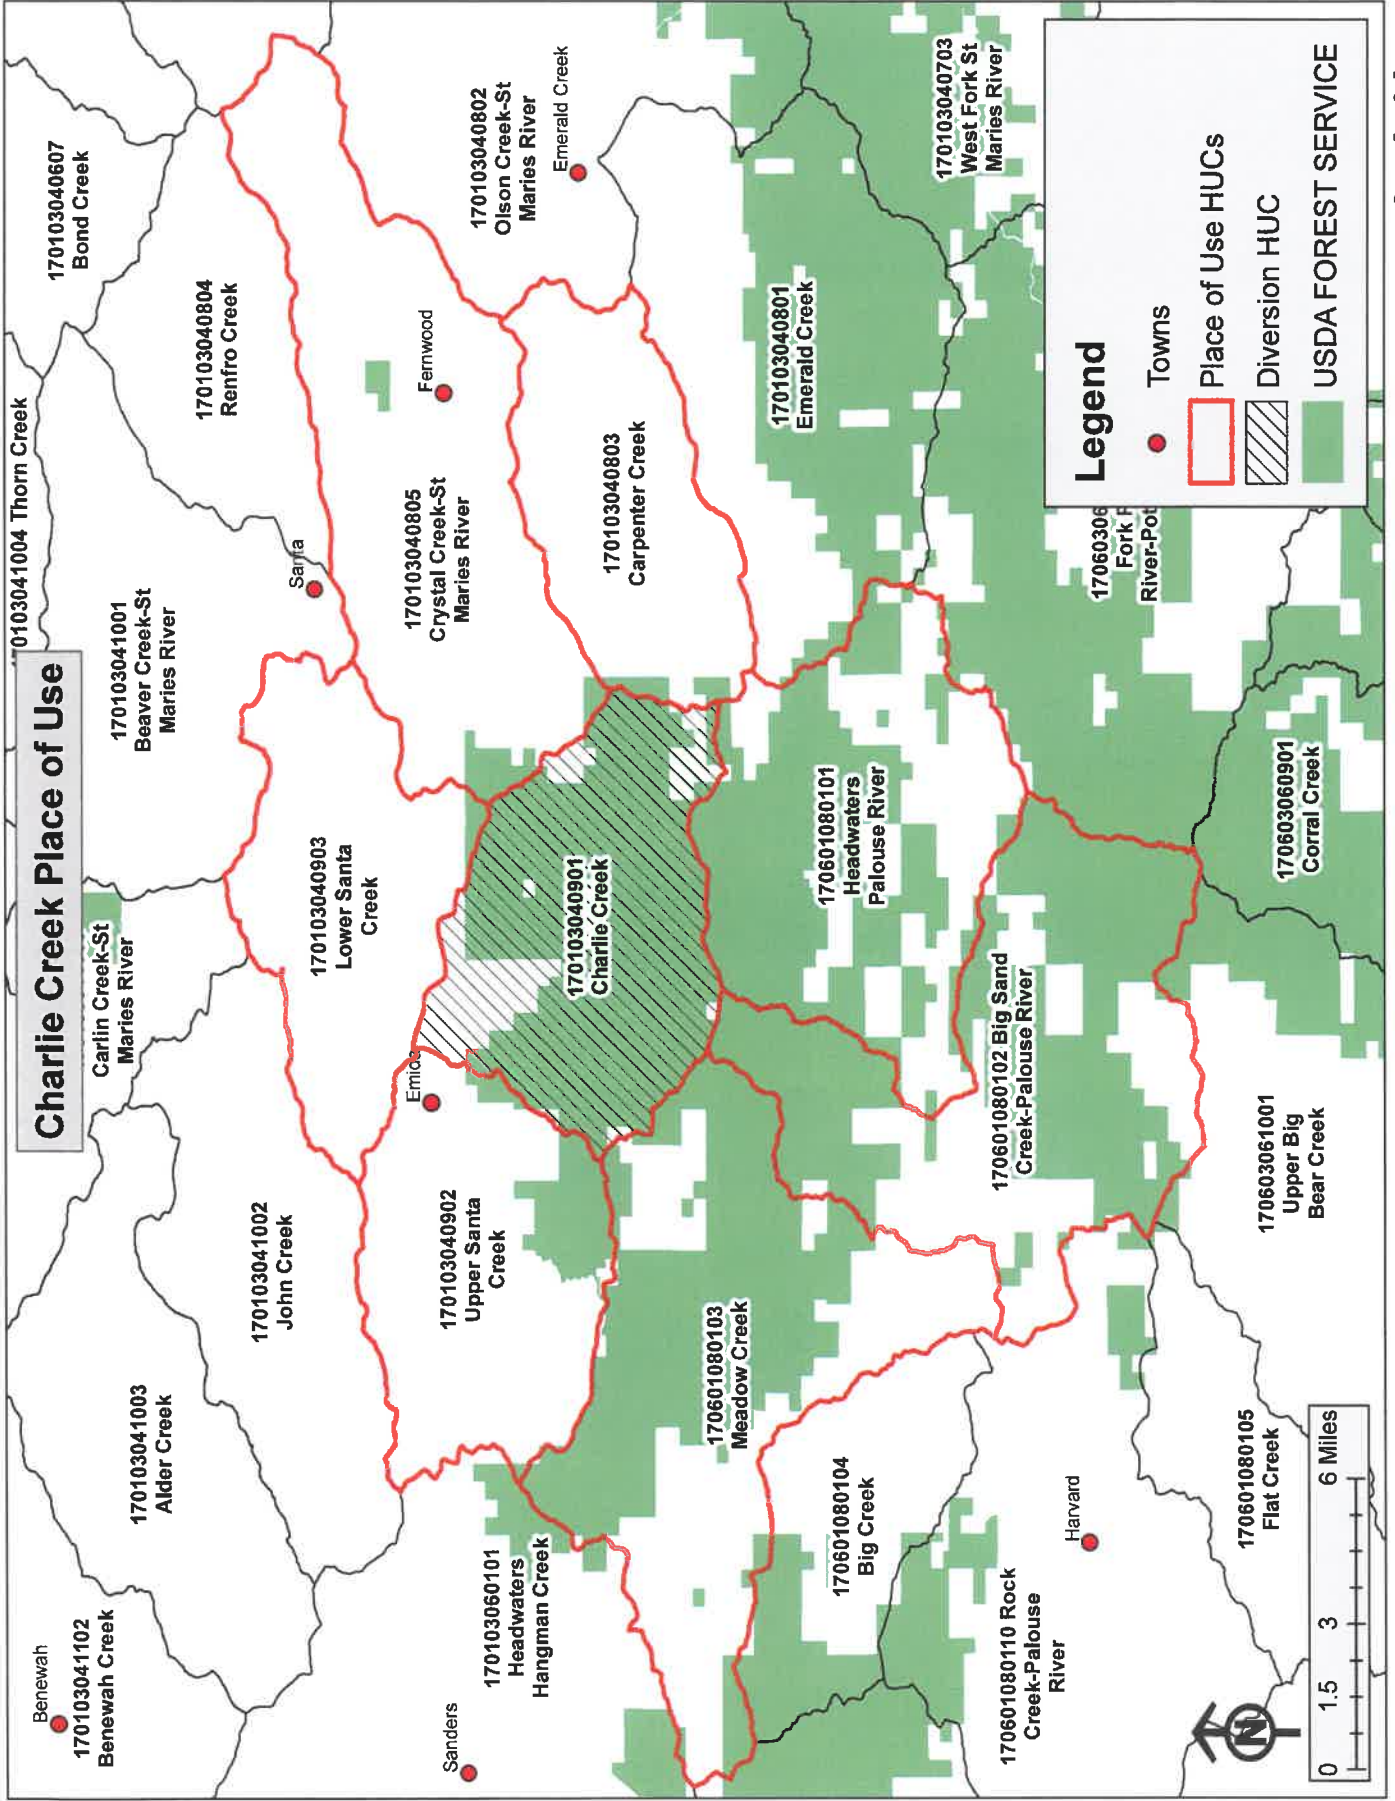 Charlie Creek Place of Use
Benewah
170103041102
Benewah Creek
170103041003
Alder Creek
Carlin Creek-St
Maries River
170103041001
Beaver Creek-St
Maries River
Thorn Creek
170103040607
Bond Creek
170103041002
John Creek
170103040804
Renfro Creek
Santa
170103040903
Lower Santa
Creek
Emida
170103040902
Upper Santa
Creek
170103040805
Crystal Creek-St
Maries River
Fernwood
170103040802
Olson Creek-St
Maries River
Emerald Creek
Sanders
170103060101
Headwaters
Hangman Creek
170103040901
Charlie Creek
170103040803
Carpenter Creek
170601080103
Meadow Creek
170103040801
Emerald Creek
170601080101
Headwaters
Palouse River
170103040703
West Fork St
Maries River
170601080104
Big Creek
170601080102 Big Sand
Creek-Palouse River
170601080110 Rock
Creek-Palouse
River
Harvard
17060306
Fork
River-Pot
170601080105
Flat Creek
170603061001
Upper Big
Bear Creek
170603060901
Corral Creek
Legend
Towns
Place of Use HUCs
Diversion HUC
USDA FOREST SERVICE
N
0 1.5 3 6 Miles